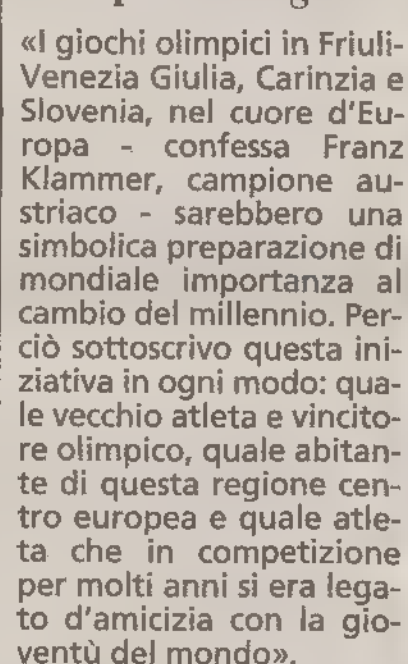 «I giochi olimpici in Friuli-
Venezia Giulia, Carinzia e
Slovenia, nel cuore d'Eu-
ropa - confessa Franz
Klammer, campione au-
striaco - sarebbero una
simbolica preparazione di
mondiale importanza al
cambio del millennio. Per-
ciò sottoscrivo questa ini-
ziativa in ogni modo: qua-
le vecchio atleta e vincito-
re olimpico, quale abitan-
te di questa regione cen-
tro europea e quale atle-
ta che in competizione
per molti anni si era lega-
to d'amicizia con la gio-
ventù del mondo».